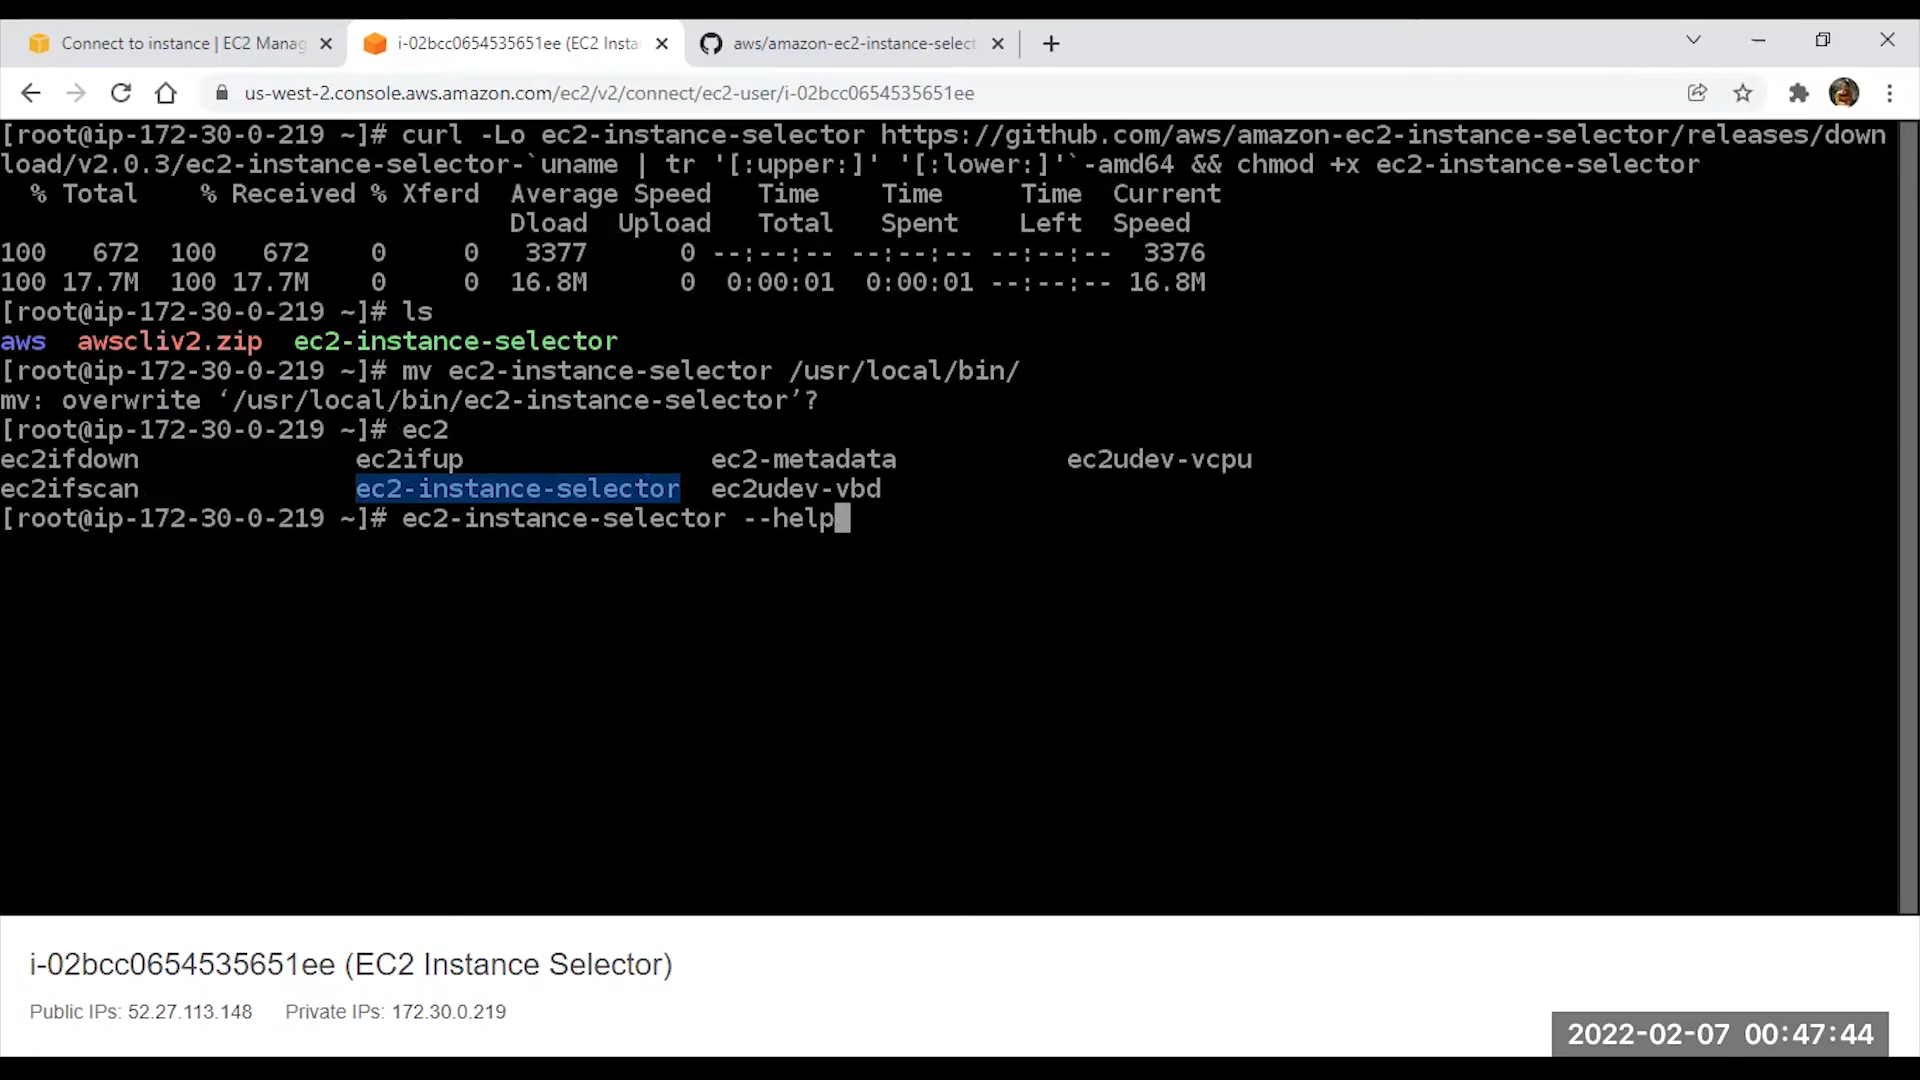 Connect to instance | EC2 Manag
i-02bcc0654535651ee (EC2 Insta
aws/amazon-ec2-instance-select
us-west-2.console.aws.amazon.com/ec2/v2/connect/ec2-user/i-02bcc0654535651ee
[root@ip-172-30-0-219 ~]# curl -Lo ec2-instance-selector https://github.com/aws/amazon-ec2-instance-selector/releases/down
load/v2.0.3/ec2-instance-selector-`uname | tr '[:upper:]' '[:lower:]'`-amd64 && chmod +x ec2-instance-selector
  % Total    % Received % Xferd  Average Speed   Time    Time     Time  Current
                                 Dload  Upload   Total   Spent    Left  Speed
100   672  100   672    0     0   3377      0 --:--:-- --:--:-- --:--:--  3376
100 17.7M  100 17.7M    0     0  16.8M      0  0:00:01  0:00:01 --:--:-- 16.8M
[root@ip-172-30-0-219 ~]# ls
aws  awscliv2.zip  ec2-instance-selector
[root@ip-172-30-0-219 ~]# mv ec2-instance-selector /usr/local/bin/
mv: overwrite ‘/usr/local/bin/ec2-instance-selector’?
[root@ip-172-30-0-219 ~]# ec2
ec2ifdown              ec2ifup                ec2-metadata           ec2udev-vcpu
ec2ifscan              ec2-instance-selector  ec2udev-vbd
[root@ip-172-30-0-219 ~]# ec2-instance-selector --help
i-02bcc0654535651ee (EC2 Instance Selector)
Public IPs: 52.27.113.148    Private IPs: 172.30.0.219
2022-02-07 00:47:44